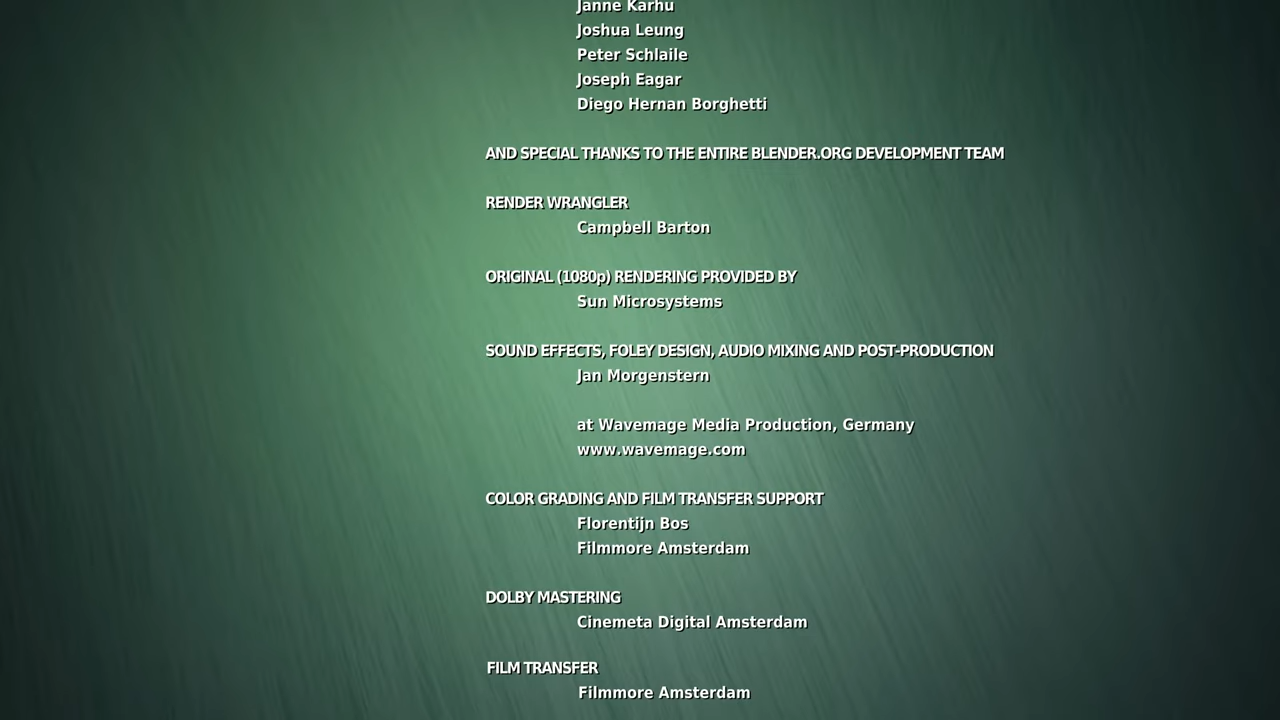 Janne Karhu
Joshua Leung
Peter Schlaile
Joseph Eagar
Diego Hernan Borghetti
AND SPECIAL THANKS TO THE ENTIRE BLENDER.ORG DEVELOPMENT TEAM
RENDER WRANGLER
Campbell Barton
ORIGINAL (1080p) RENDERING PROVIDED BY
Sun Microsystems
SOUND EFFECTS, FOLEY DESIGN, AUDIO MIXING AND POST-PRODUCTION
Jan Morgenstern
at Wavemage Media Production, Germany
www.wavemage.com
COLOR GRADING AND FILM TRANSFER SUPPORT
Florentijn Bos
Filmmore Amsterdam
DOLBY MASTERING
Cinemeta Digital Amsterdam
FILM TRANSFER
Filmmore Amsterdam